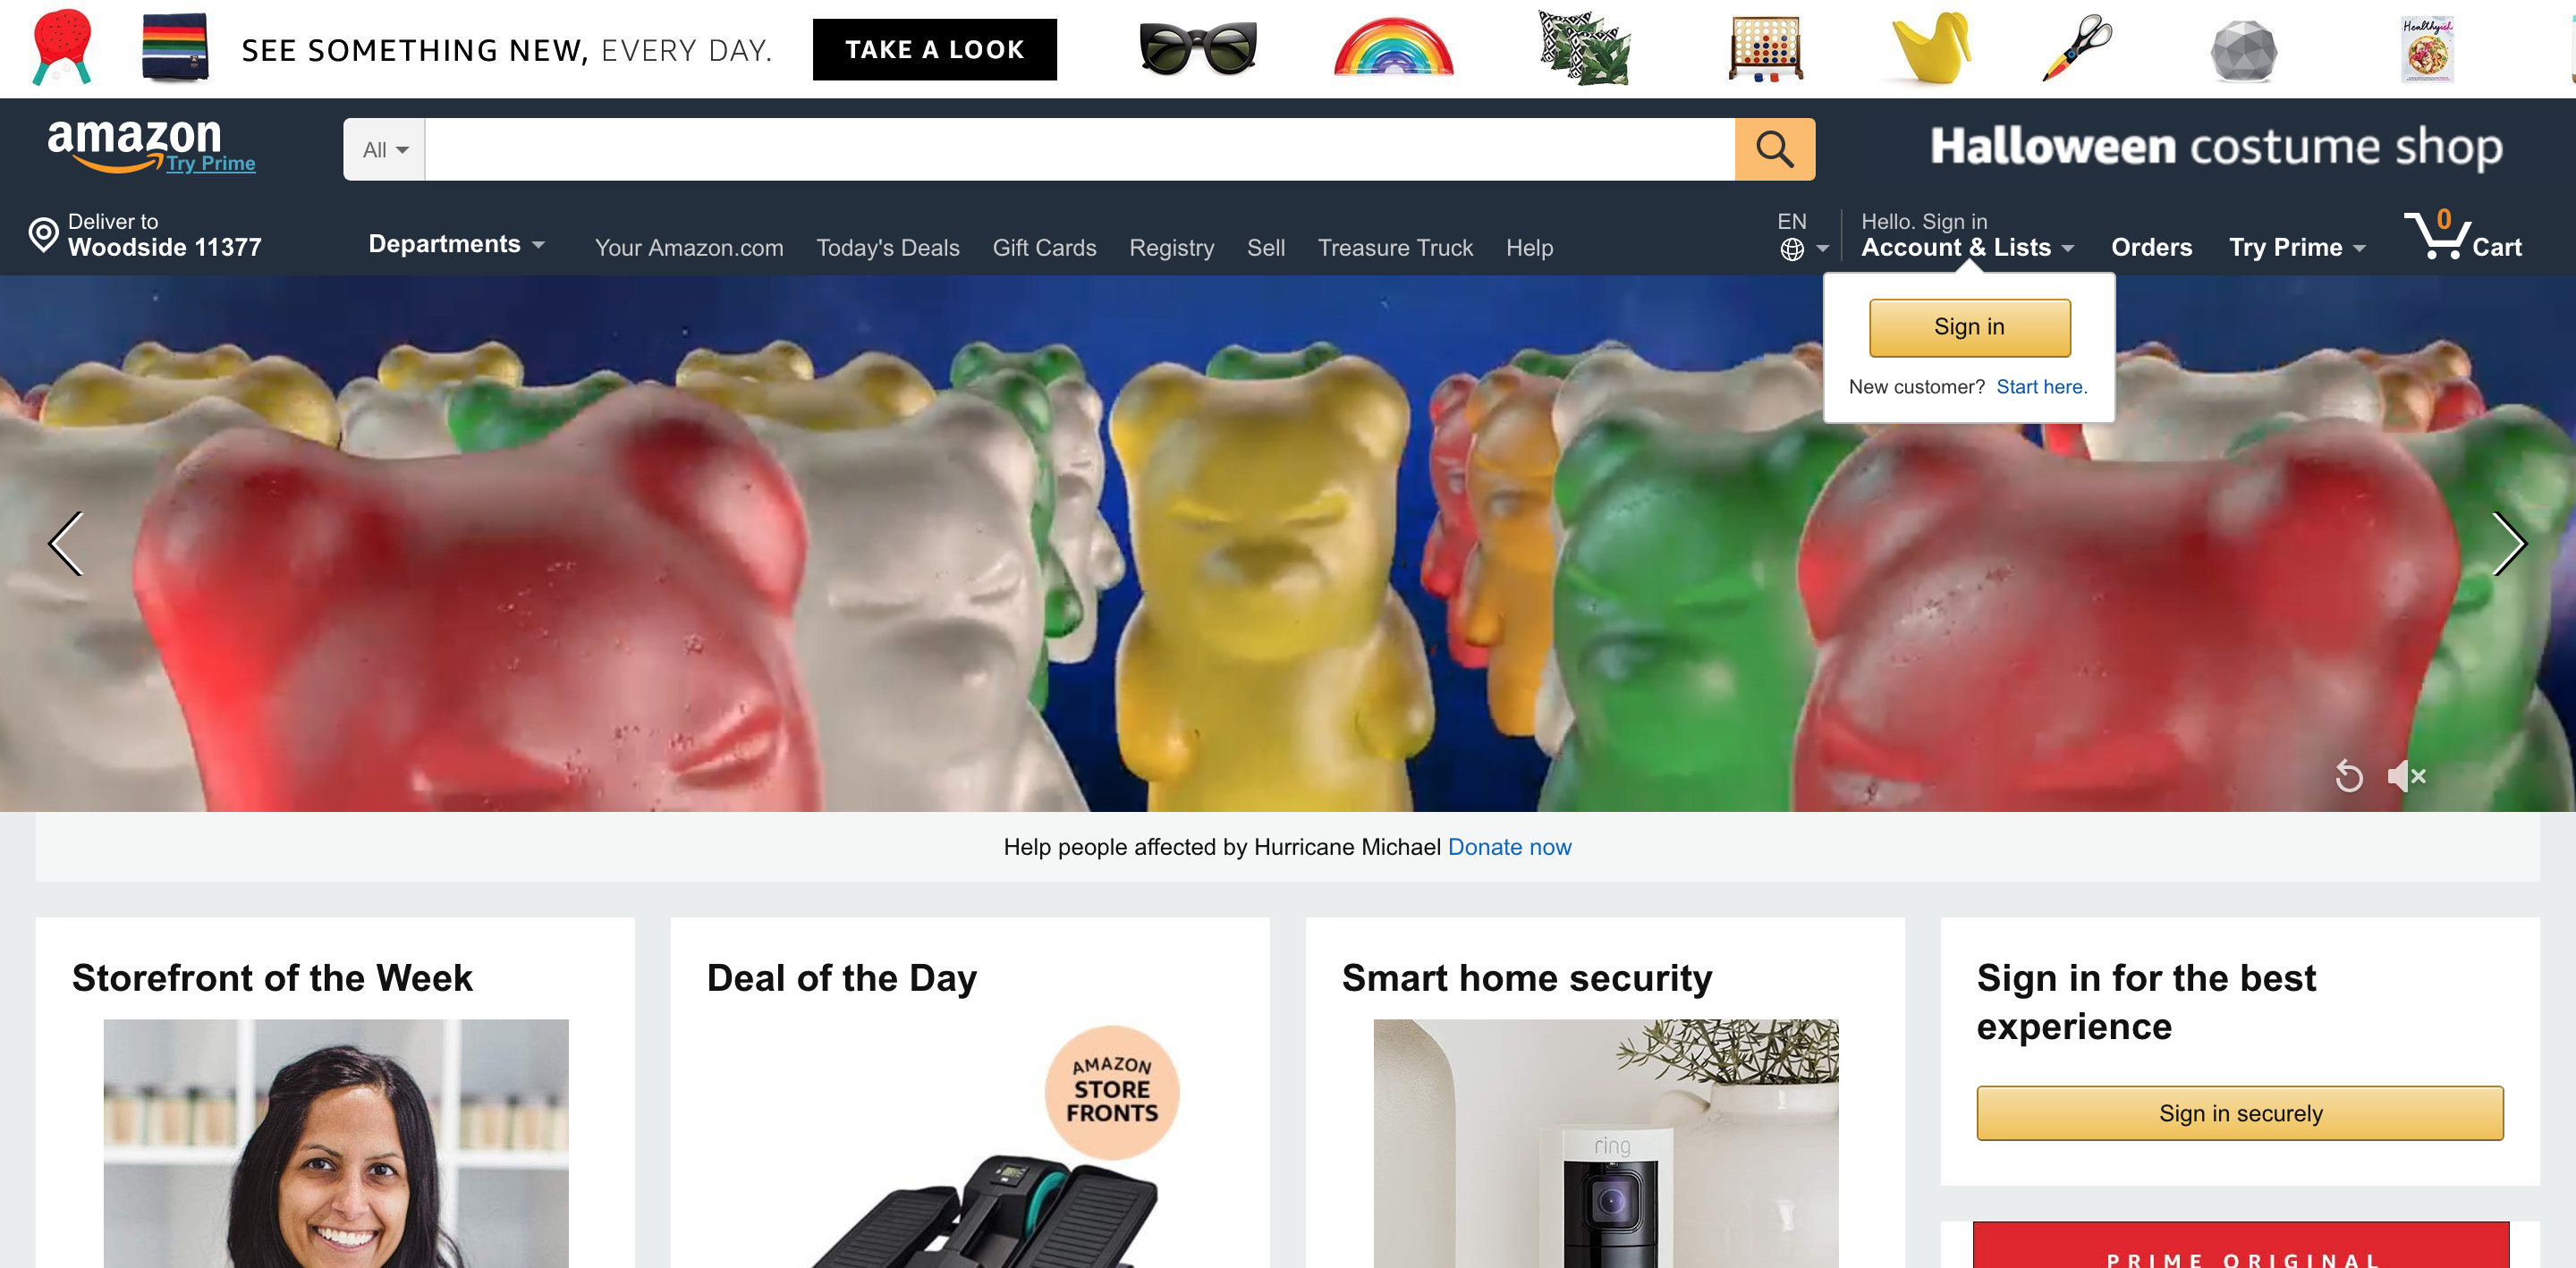 SEE SOMETHING NEW, EVERY DAY.
TAKE A LOOK
Healthyish
amazon
Try Prime
All
Halloween costume shop
Deliver to
Woodside 11377
Departments
Your Amazon.com
Today's Deals
Gift Cards
Registry
Sell
Treasure Truck
Help
EN
Hello. Sign in
Account & Lists
Orders
Try Prime
0
Cart
Sign in
New customer? Start here.
Help people affected by Hurricane Michael Donate now
Storefront of the Week
Deal of the Day
AMAZON
STORE
FRONTS
Smart home security
ring
Sign in for the best
experience
Sign in securely
PRIME ORIGINAL